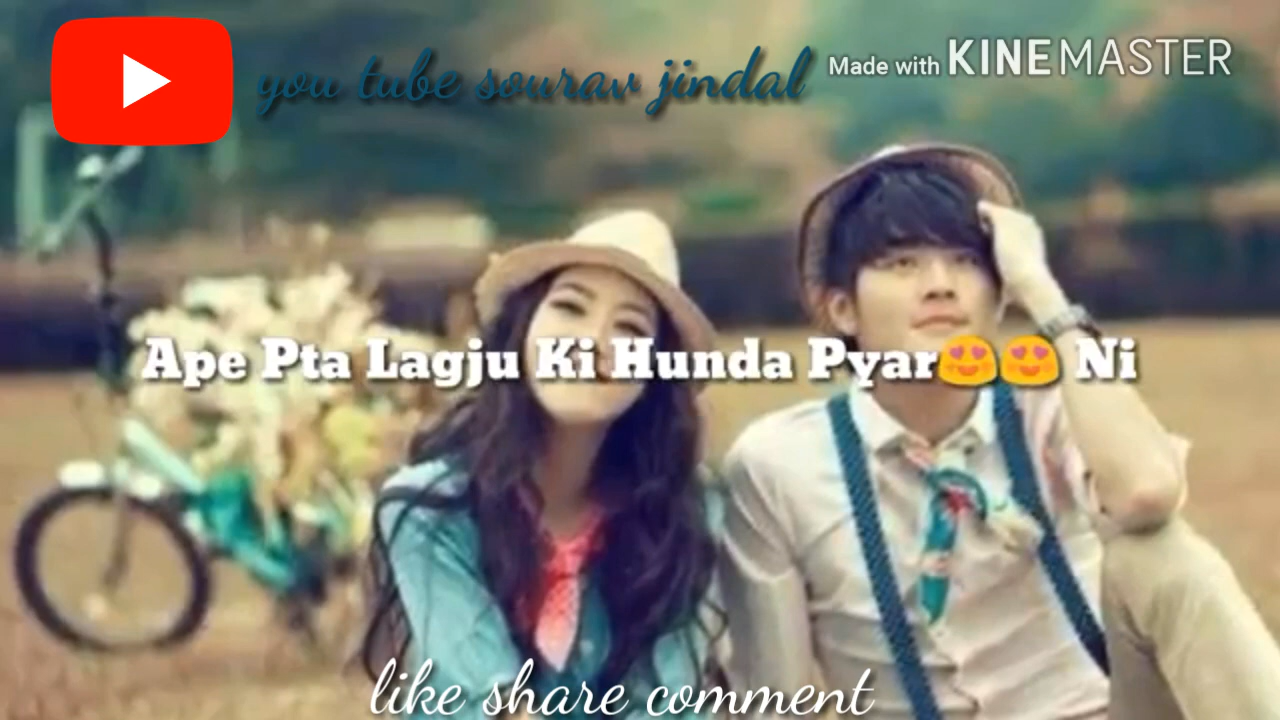 you tube sourav jindal
Made with KINEMASTER
Ape Pta Lagju Ki Hunda Pyar😍😍 Ni
like share comment